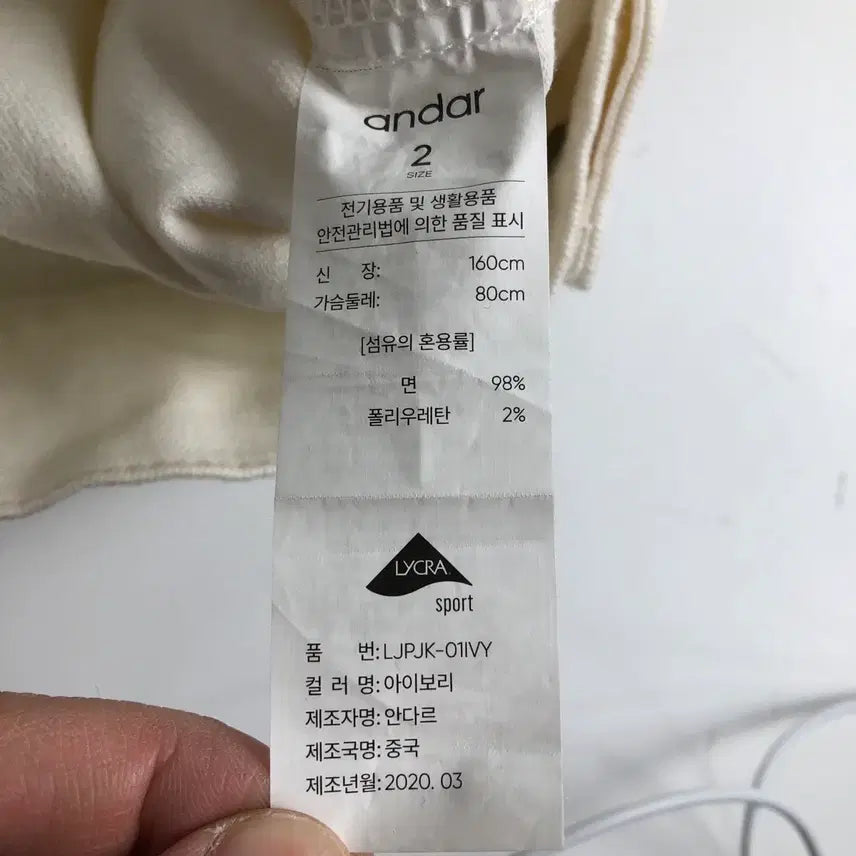 andar
2
SIZE
전기용품 및 생활용품
안전관리법에 의한 품질 표시
신 장: 160cm
가슴둘레: 80cm
[섬유의 혼용률]
면 98%
폴리우레탄 2%
LYCRA
sport
품 번: LJPJK-01IVY
컬 러 명: 아이보리
제조자명: 안다르
제조국명: 중국
제조년월: 2020. 03